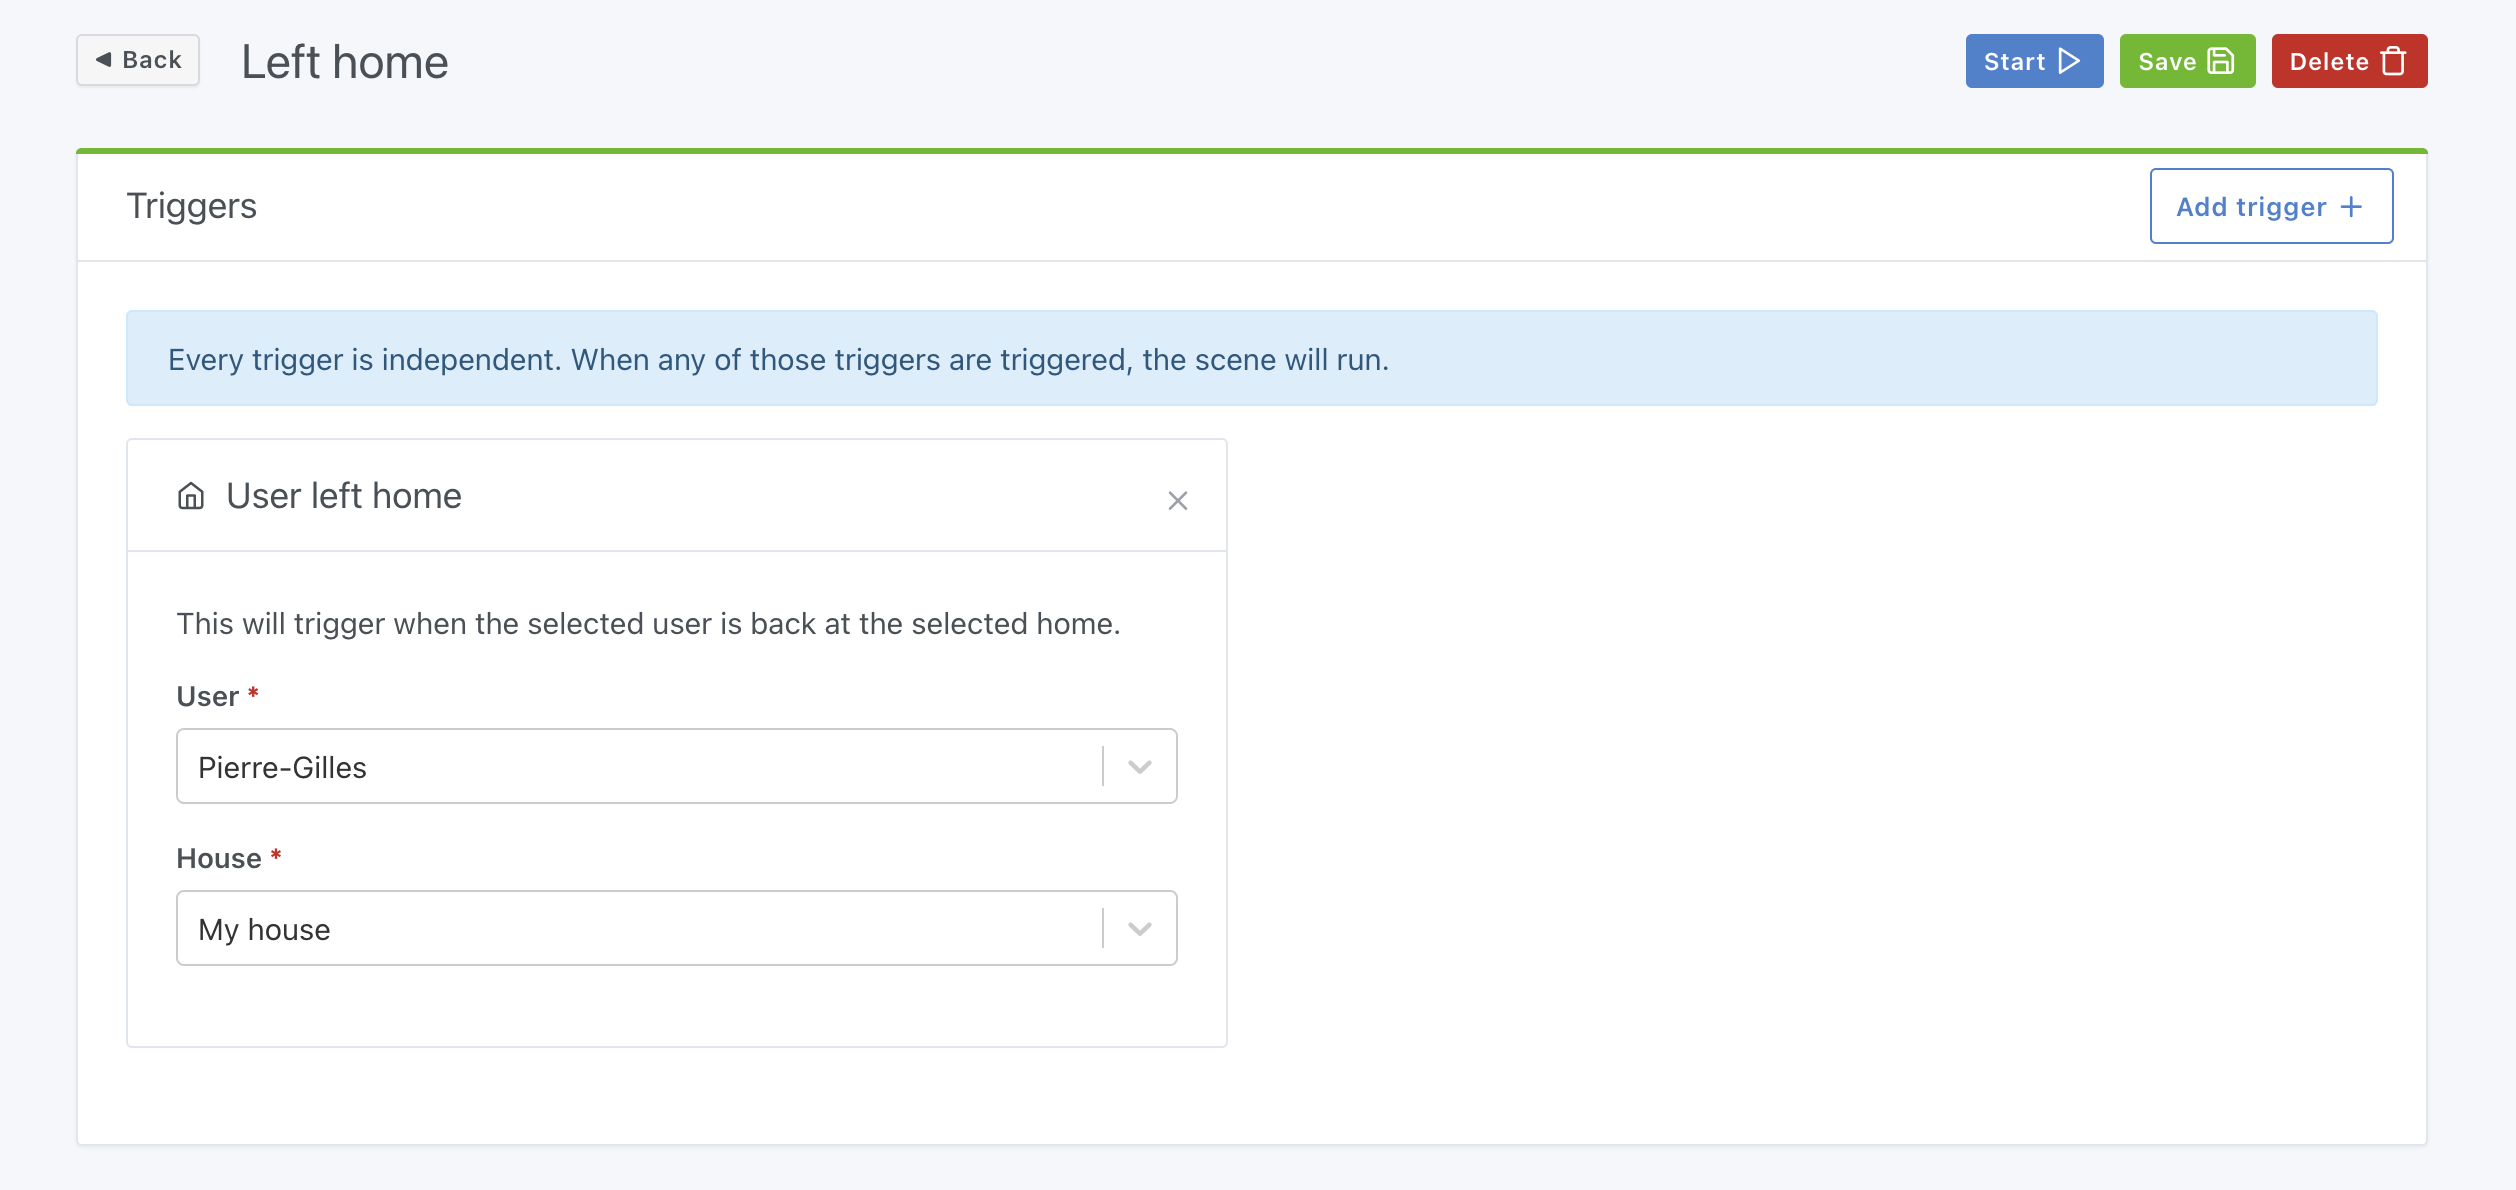 Back
Left home
Start
Save
Delete
Triggers
Add trigger +
Every trigger is independent. When any of those triggers are triggered, the scene will run.
User left home
This will trigger when the selected user is back at the selected home.
User *
Pierre-Gilles
House *
My house